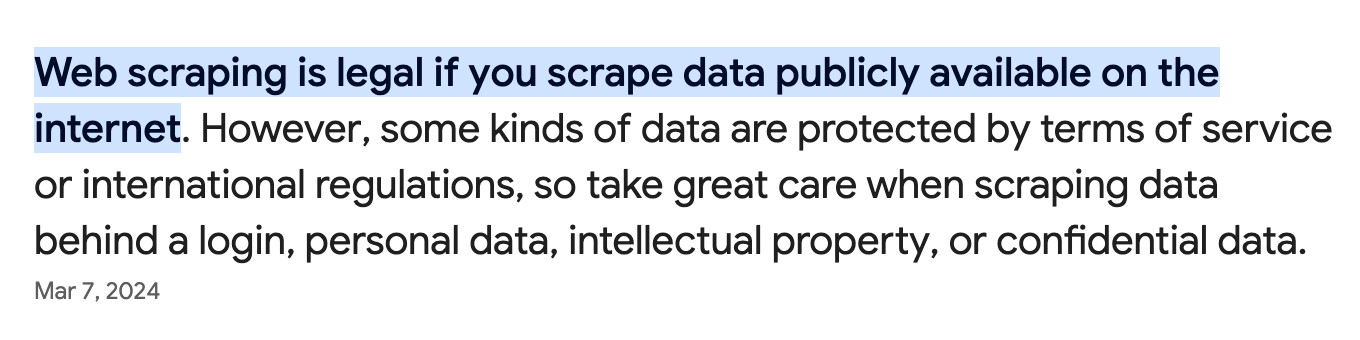 Web scraping is legal if you scrape data publicly available on the
internet. However, some kinds of data are protected by terms of service
or international regulations, so take great care when scraping data
behind a login, personal data, intellectual property, or confidential data.
Mar 7, 2024